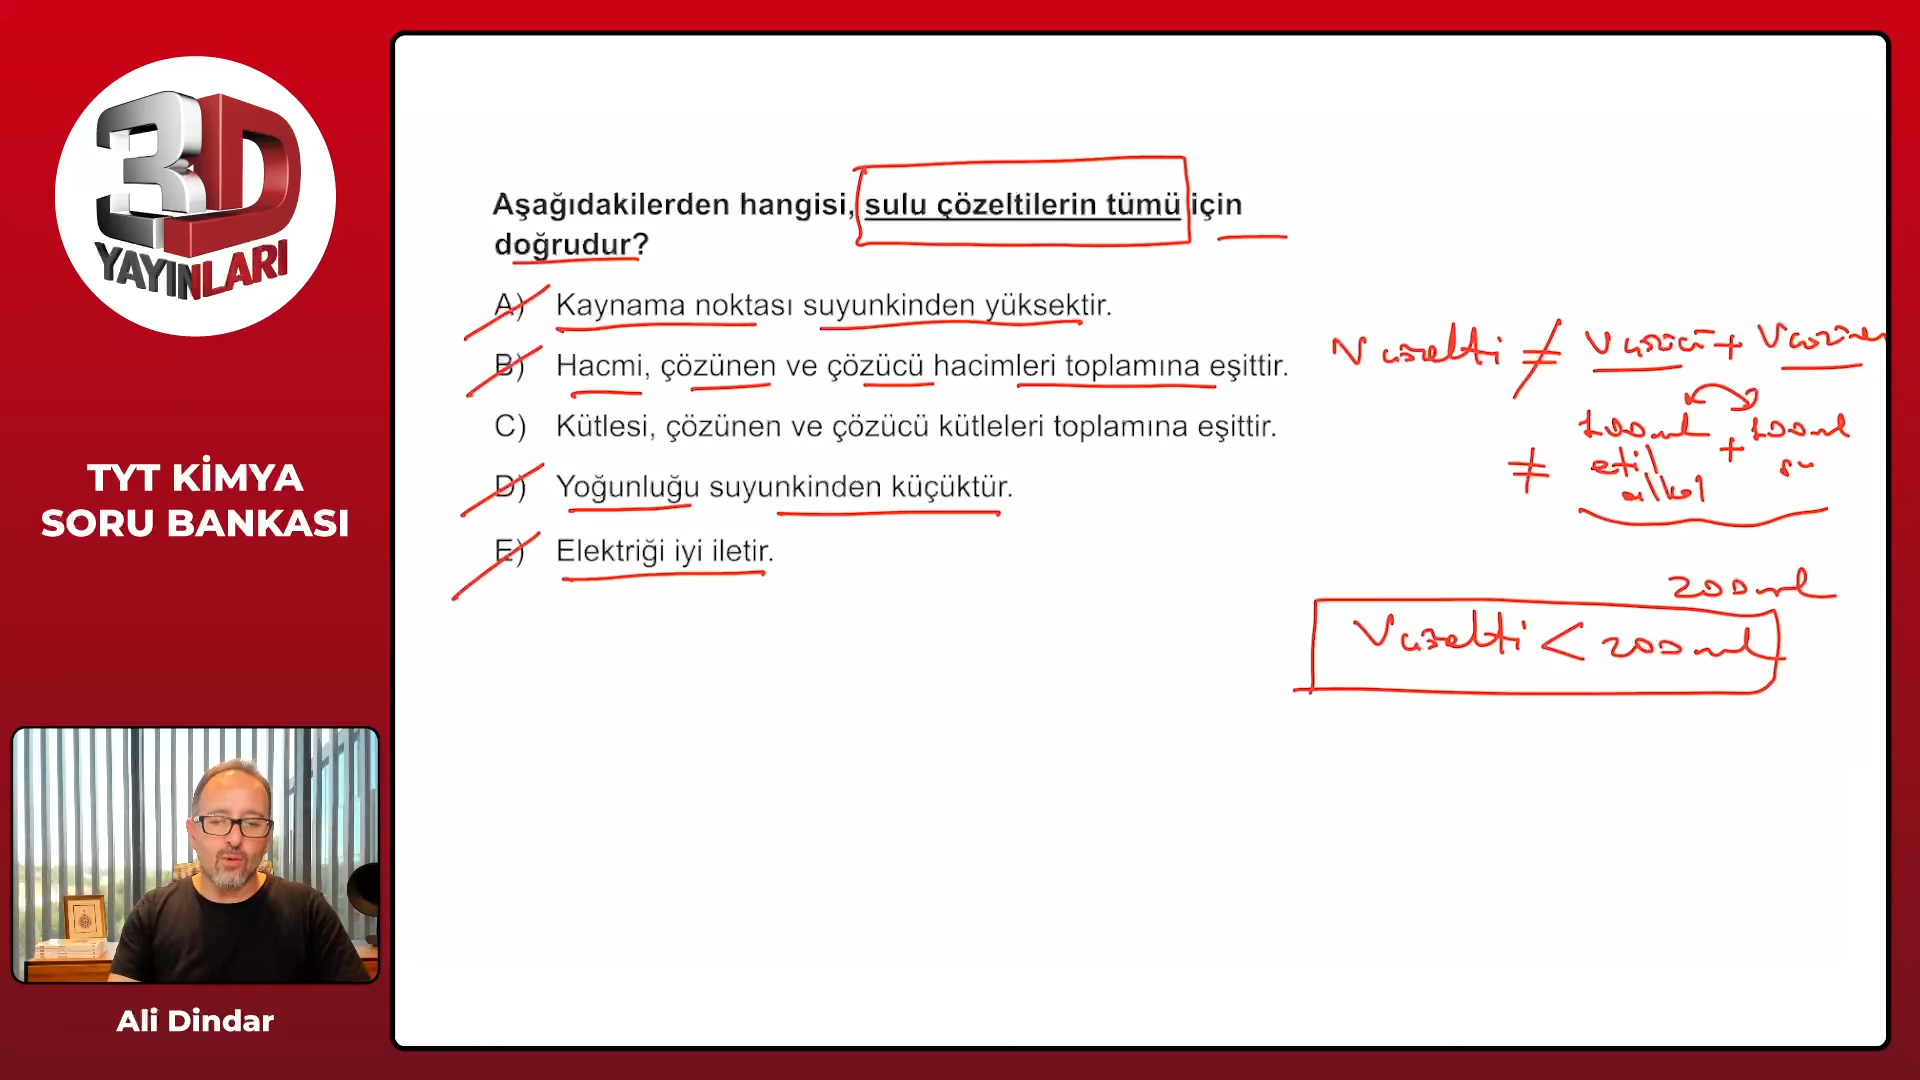 3D
YAYINLARI
TYT KİMYA
SORU BANKASI
Ali Dindar
Aşağıdakilerden hangisi, sulu çözeltilerin tümü için
doğrudur?
A) Kaynama noktası suyunkinden yüksektir.
B) Hacmi, çözünen ve çözücü hacimleri toplamına eşittir.
C) Kütlesi, çözünen ve çözücü kütleleri toplamına eşittir.
D) Yoğunluğu suyunkinden küçüktür.
E) Elektriği iyi iletir.
V çözelti ≠ V çözücü + V çözünen
≠ 100 ml + 100 ml
etil su
alkol
200 ml
V çözelti < 200 ml